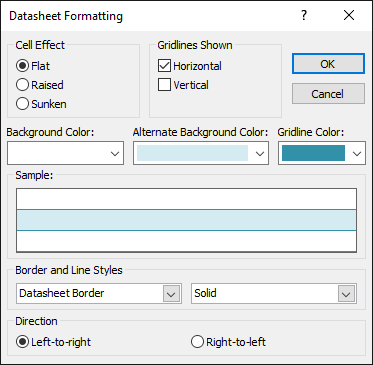 Datasheet Formatting
Cell Effect
Flat
Raised
Sunken
Gridlines Shown
Horizontal
Vertical
OK
Cancel
Background Color:
Alternate Background Color:
Gridline Color:
Sample:
Border and Line Styles
Datasheet Border
Solid
Direction
Left-to-right
Right-to-left